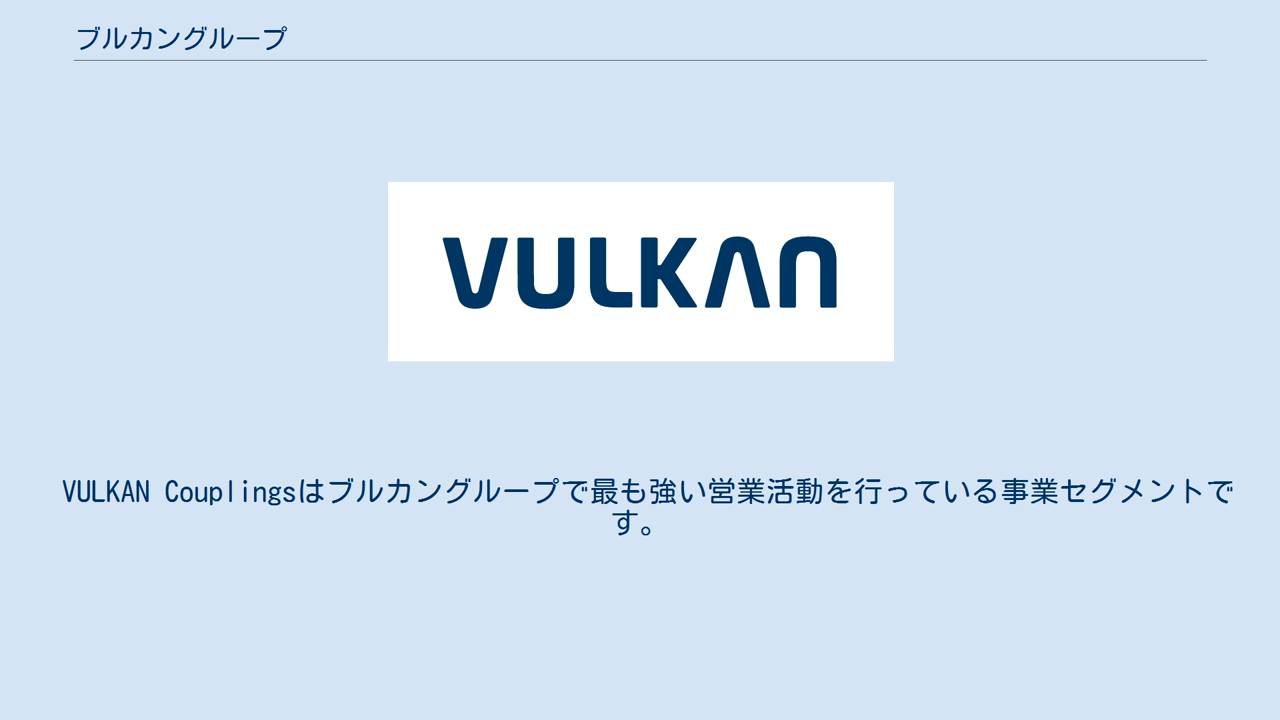 ブルカングループ
VULKAN
VULKAN Couplingsはブルカングループで最も強い営業活動を行っている事業セグメントで
す。